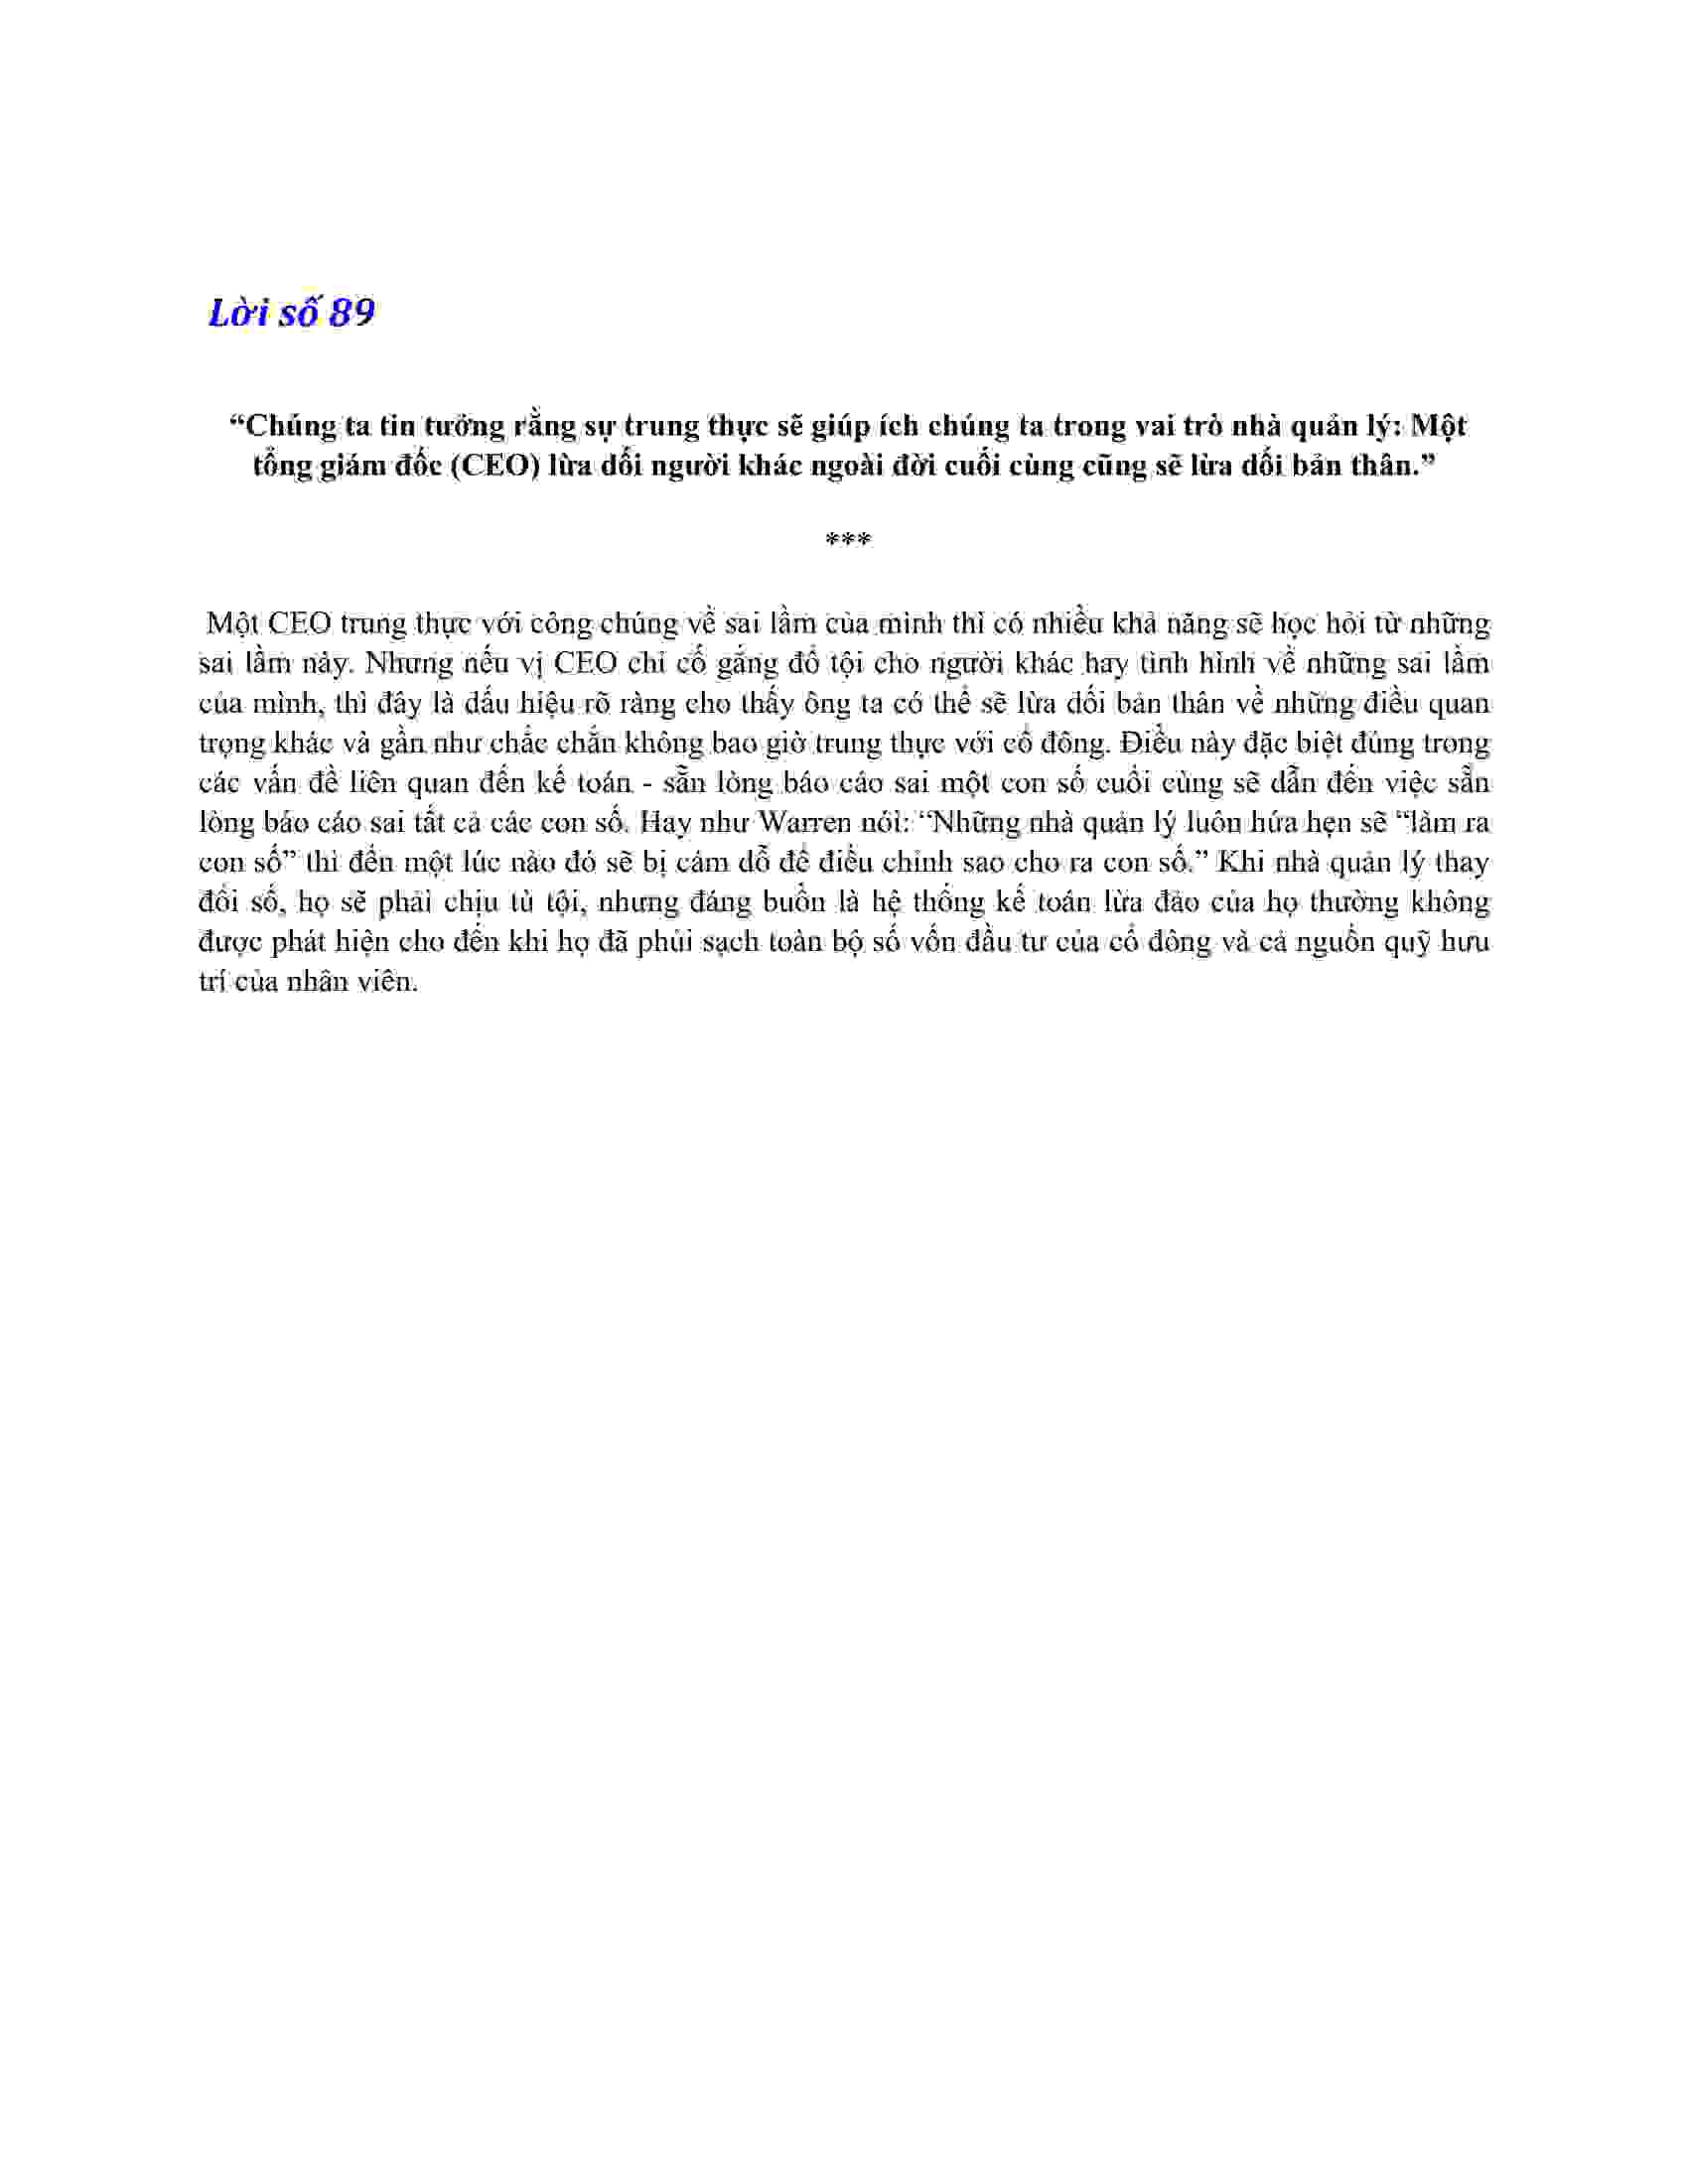 Lời số 89
“Chúng ta tin tưởng rằng sự trung thực sẽ giúp ích chúng ta trong vai trò nhà quản lý: Một
tổng giám đốc (CEO) lừa dối người khác ngoài đời cuối cùng cũng sẽ lừa dối bản thân.”
***
Một CEO trung thực với công chúng về sai lầm của mình thì có nhiều khả năng sẽ học hỏi từ những
sai lầm này. Nhưng nếu vị CEO chỉ cố gắng đổ tội cho người khác hay tình hình về những sai lầm
của mình, thì đây là dấu hiệu rõ ràng cho thấy ông ta có thể sẽ lừa dối bản thân về những điều quan
trọng khác và gần như chắc chắn không bao giờ trung thực với cổ đông. Điều này đặc biệt đúng trong
các vấn đề liên quan đến kế toán - sẵn lòng báo cáo sai một con số cuối cùng sẽ dẫn đến việc sẵn
lòng báo cáo sai tất cả các con số. Hay như Warren nói: “Những nhà quản lý luôn hứa hẹn sẽ “làm ra
con số” thì đến một lúc nào đó sẽ bị cám dỗ để điều chỉnh sao cho ra con số.” Khi nhà quản lý thay
đổi số, họ sẽ phải chịu tù tội, nhưng đáng buồn là hệ thống kế toán lừa đảo của họ thường không
được phát hiện cho đến khi họ đã phủi sạch toàn bộ số vốn đầu tư của cổ đông và cả nguồn quỹ hưu
trí của nhân viên.